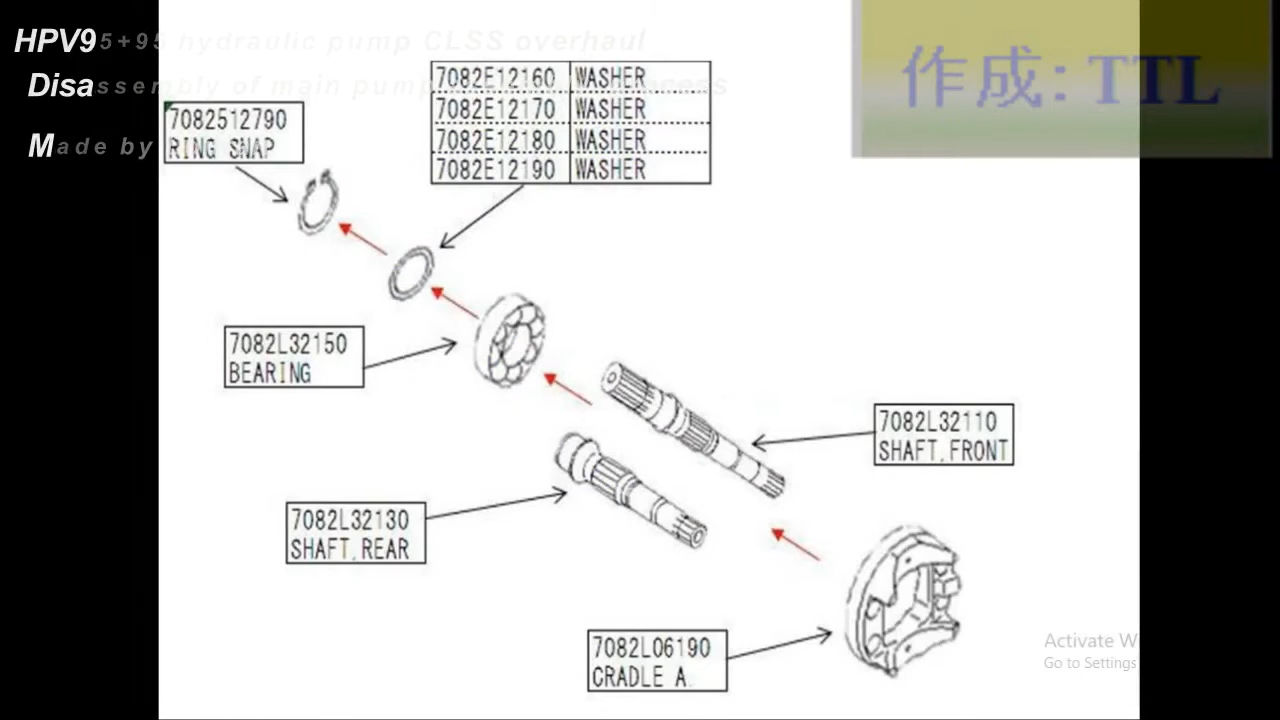 HPV95+95 hydraulic pump CLSS overhaul
Disassembly of main pump
Made by
作成: TTL
7082E12160 WASHER
7082E12170 WASHER
7082E12180 WASHER
7082E12190 WASHER
7082512790
RING SNAP
7082L32150
BEARING
7082L32110
SHAFT,FRONT
7082L32130
SHAFT,REAR
7082L06190
CRADLE A.
Activate W
Go to Settings